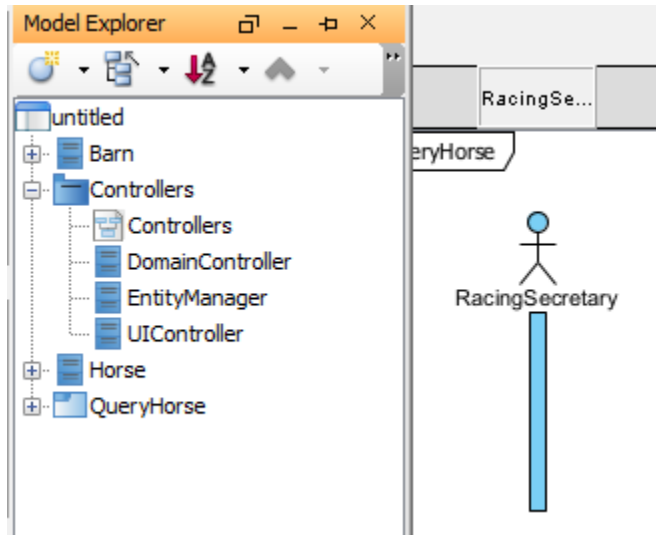 Model Explorer
untitled
Barn
Controllers
Controllers
DomainController
EntityManager
UIController
Horse
QueryHorse
RacingSe...
eryHorse
RacingSecretary